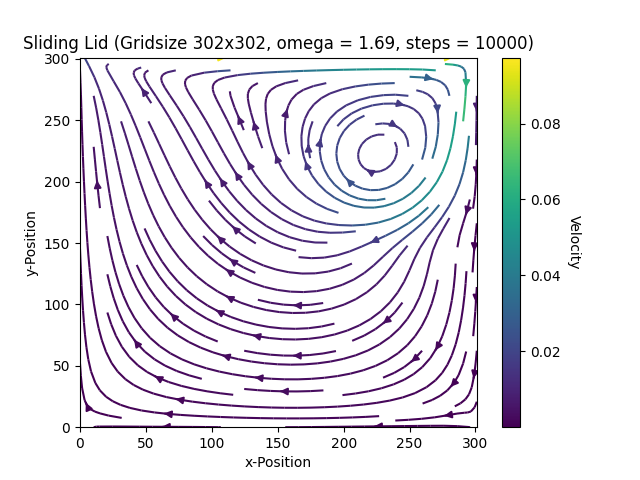 Sliding Lid (Gridsize 302x302, omega = 1.69, steps = 10000)
300
250
200
150
100
50
0
y-Position
0 50 100 150 200 250 300
x-Position
0.08
0.06
0.04
0.02
Velocity